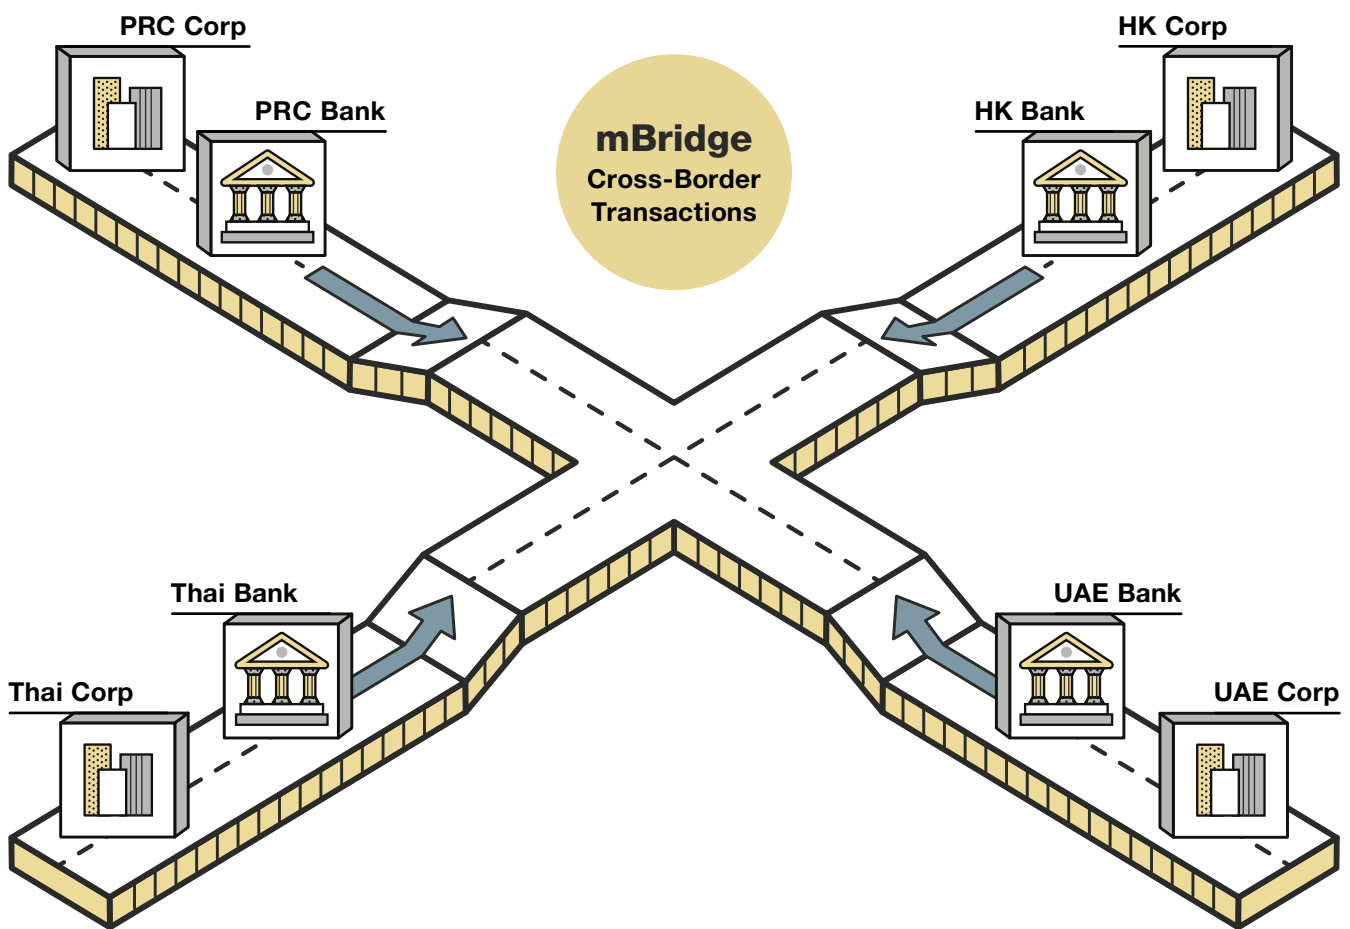 PRC Corp
HK Corp
PRC Bank
HK Bank
mBridge
Cross-Border
Transactions
Thai Bank
UAE Bank
Thai Corp
UAE Corp